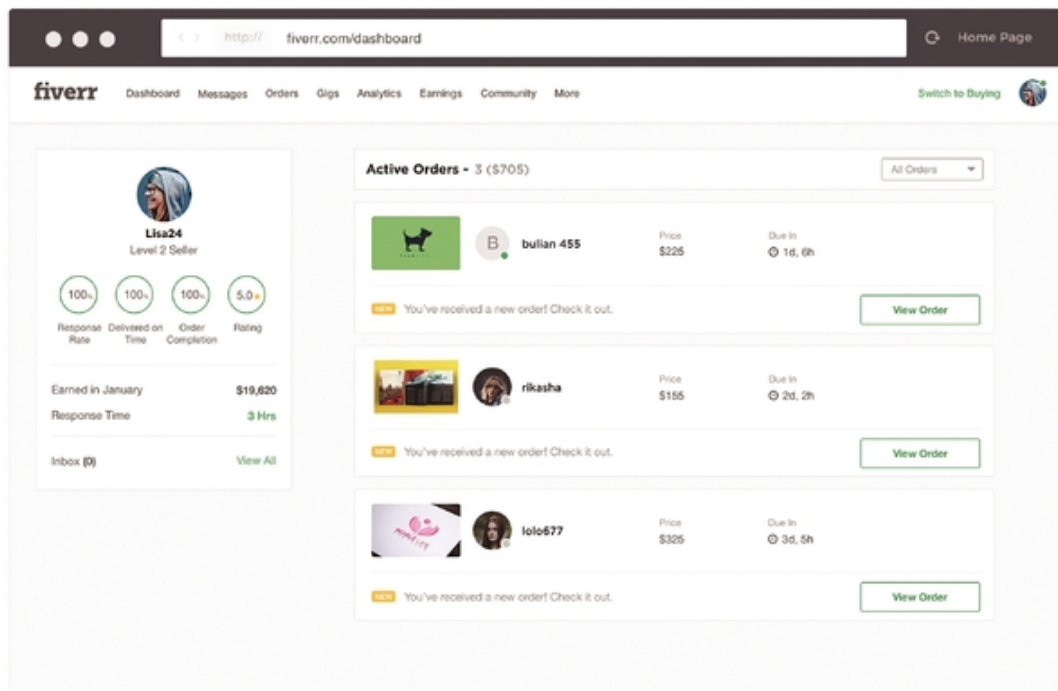 http:// fiverr.com/dashboard Home Page
fiverr Dashboard Messages Orders Gigs Analytics Earnings Community More Switch to Buying
Lisa24
Level 2 Seller
100% 100% 100% 5.0
Response Rate Delivered on Time Order Completion Rating
Earned in January $19,620
Response Time 3 Hrs
Inbox (0) View All
Active Orders - 3 ($705) All Orders
B bulian 455 Price $225 Due In 1d, 6h
NEW You've received a new order! Check it out. View Order
rikasha Price $155 Due In 2d, 2h
NEW You've received a new order! Check it out. View Order
lolo677 Price $325 Due In 3d, 5h
NEW You've received a new order! Check it out. View Order